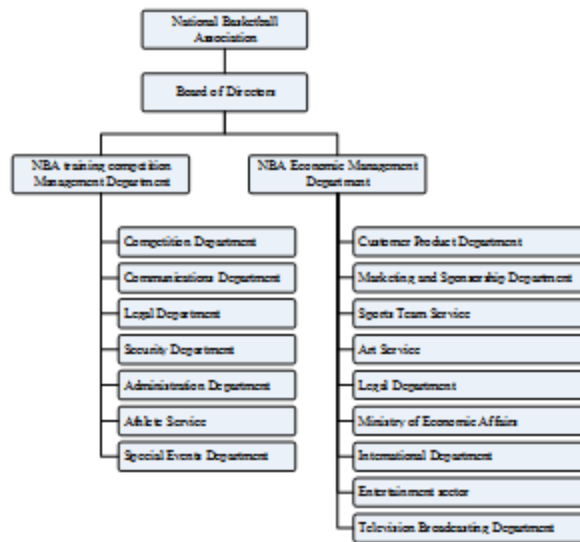 National Basketball
Association
Board of Directors
NBA training competition
Management Department
NBA Economic Management
Department
Competition Department
Communications Department
Legal Department
Security Department
Administration Department
Athlete Service
Special Events Department
Customer Product Department
Marketing and Sponsorship Department
Sports Team Service
Art Service
Legal Department
Ministry of Economic Affairs
International Department
Entertainment sector
Television Broadcasting Department